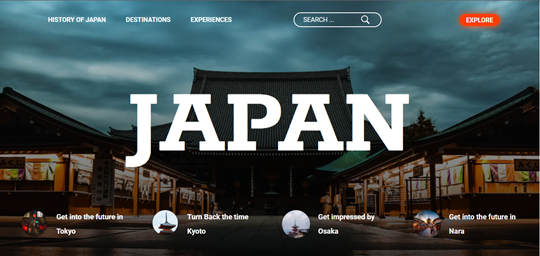 HISTORY OF JAPAN
DESTINATIONS
EXPERIENCES
SEARCH ...
EXPLORE
JAPAN
Get into the future in
Tokyo
Turn Back the time
Kyoto
Get impressed by
Osaka
Get into the future in
Nara